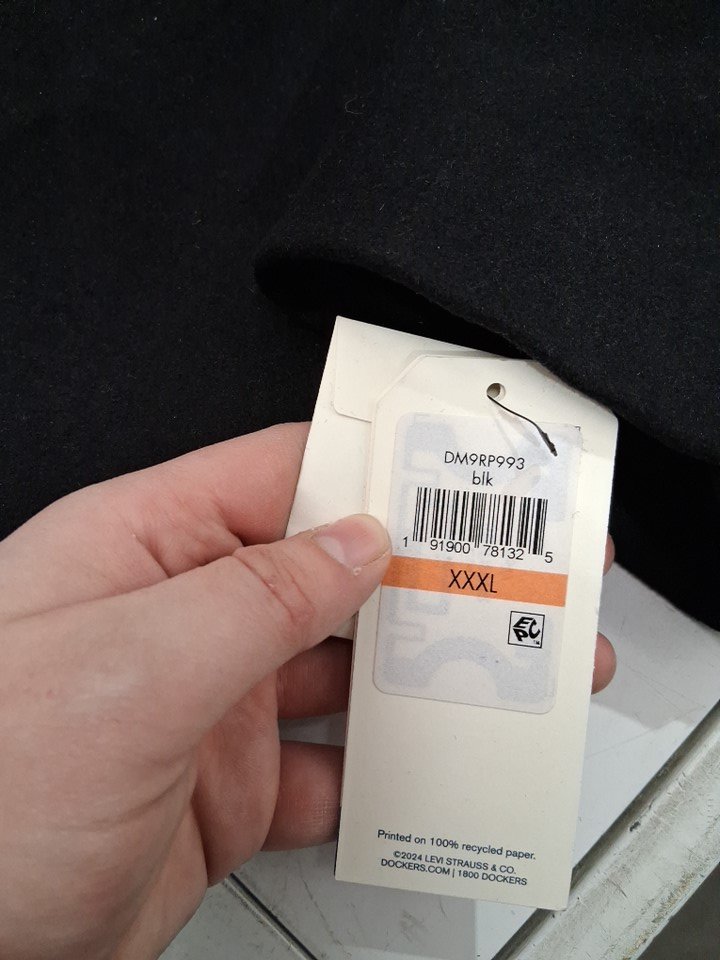 DM9RP993
blk
1 91900 78132 5
XXXL
EPC
Printed on 100% recycled paper.
©2024 LEVI STRAUSS & CO.
DOCKERS.COM | 1800 DOCKERS